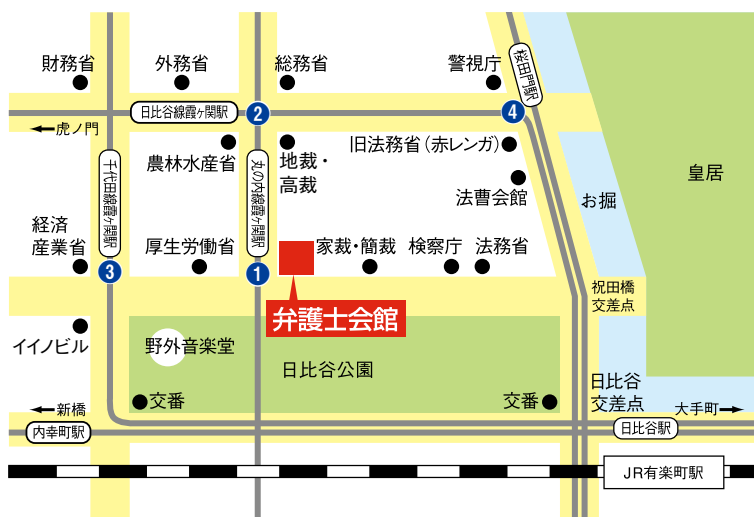 財務省
外務省
総務省
警視庁
桜田門駅
日比谷線霞ヶ関駅
2
4
虎ノ門
農林水産省
地裁・
高裁
旧法務省(赤レンガ)
法曹会館
皇居
お掘
千代田線霞ヶ関駅
丸の内線霞ヶ関駅
経済
産業省
厚生労働省
家裁・簡裁
検察庁
法務省
3
1
祝田橋
交差点
弁護士会館
イイノビル
野外音楽堂
日比谷公園
日比谷
交差点
交番
交番
新橋
大手町
内幸町駅
日比谷駅
JR有楽町駅